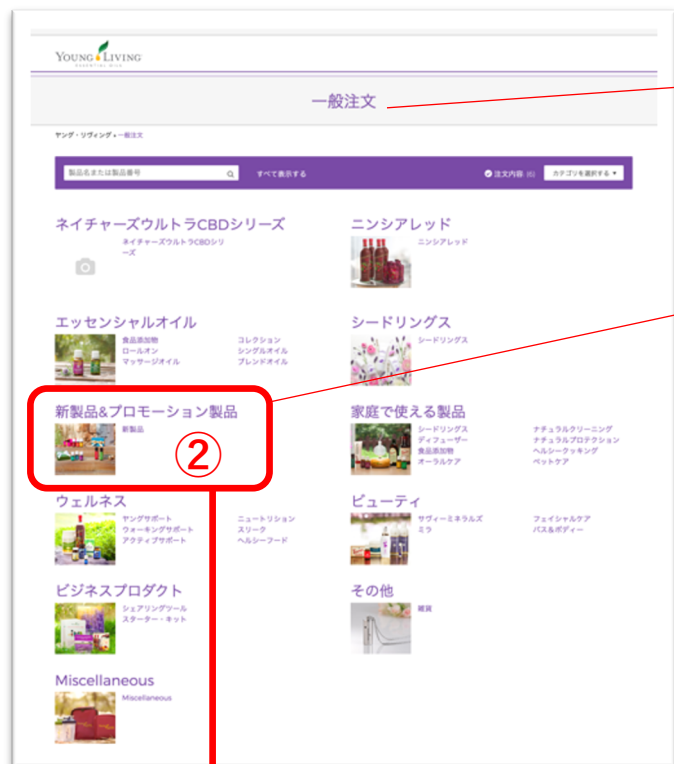 YOUNG LIVING
ESSENTIAL OILS
一般注文
ヤング・リヴィング » 一般注文
製品名または製品番号
すべて表示する
注文内容 (6)
カテゴリを選択する
ネイチャーズウルトラCBDシリーズ
ネイチャーズウルトラCBDシリ
ーズ
ニンシアレッド
ニンシアレッド
エッセンシャルオイル
食品添加物
ロールオン
マッサージオイル
コレクション
シングルオイル
ブレンドオイル
シードリングス
シードリングス
新製品&プロモーション製品
新製品
②
家庭で使える製品
シードリングス
ディフューザー
食品添加物
オーラルケア
ナチュラルクリーニング
ナチュラルプロテクション
ヘルシークッキング
ペットケア
ウェルネス
ヤングサポート
ウォーキングサポート
アクティブサポート
ニュートリション
スリーク
ヘルシーフード
ビューティ
サヴィーミネラルズ
ミラ
フェイシャルケア
バス&ボディー
ビジネスプロダクト
シェアリングツール
スターター・キット
その他
雑貨
Miscellaneous
Miscellaneous